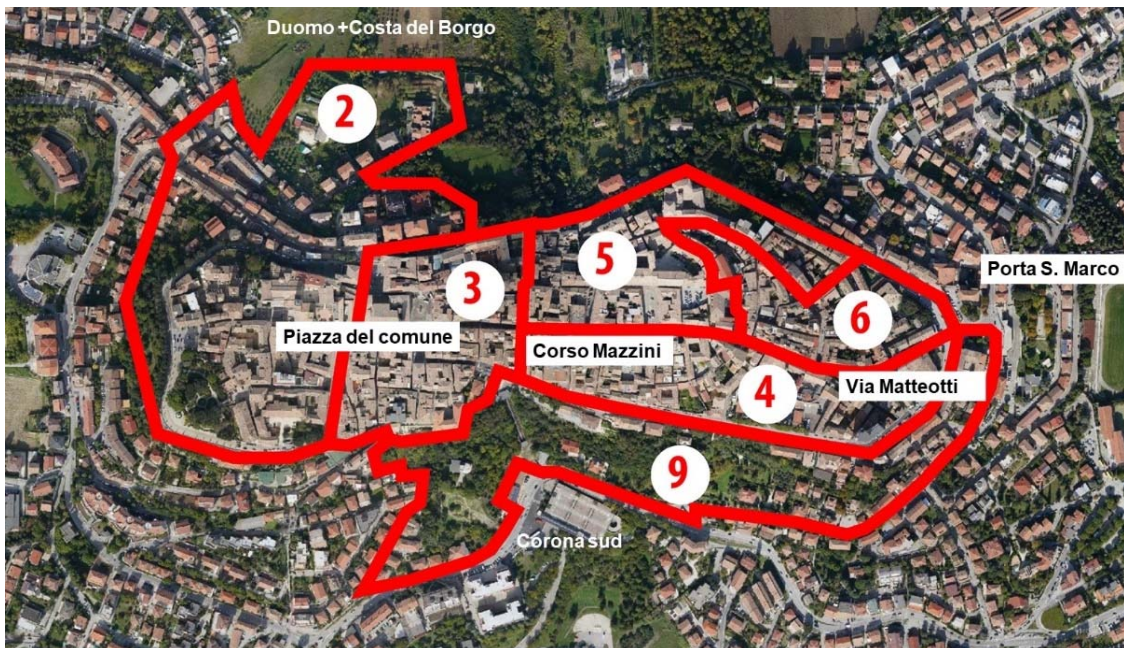 Duomo +Costa del Borgo
2
5
3
Porta S. Marco
6
Piazza del comune
Corso Mazzini
4
Via Matteotti
9
Córona sud